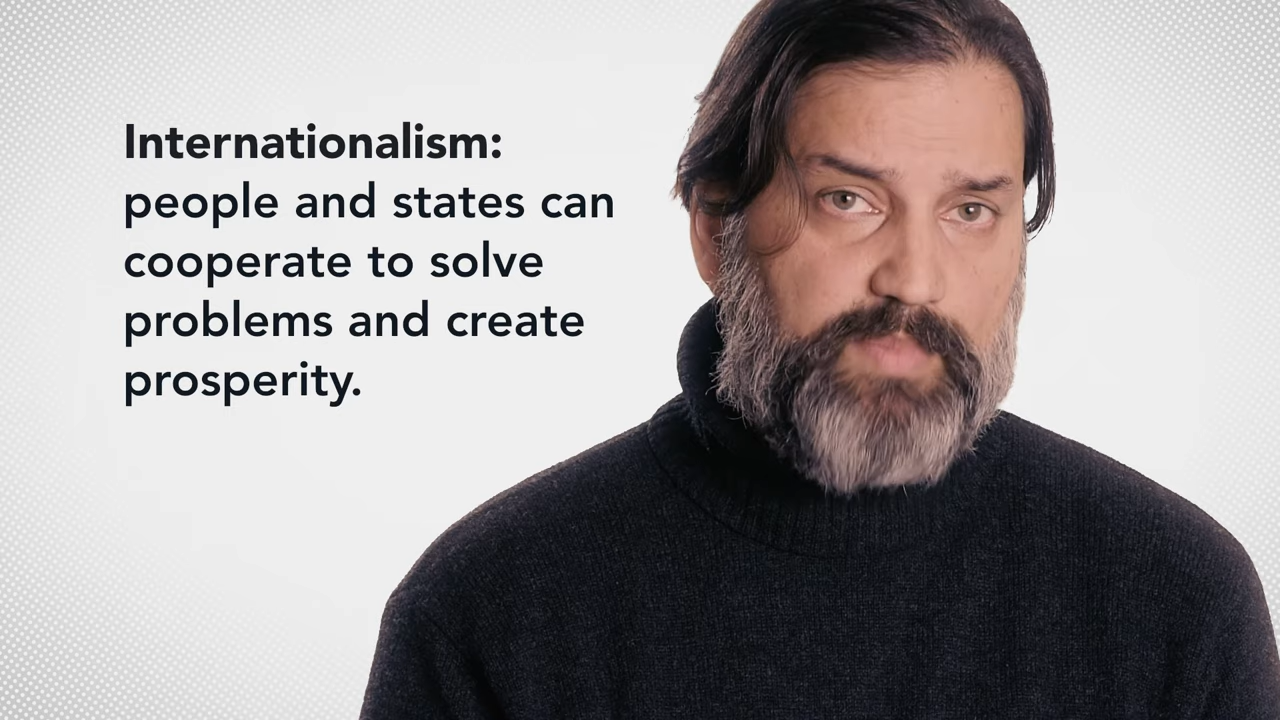 Internationalism:
people and states can
cooperate to solve
problems and create
prosperity.